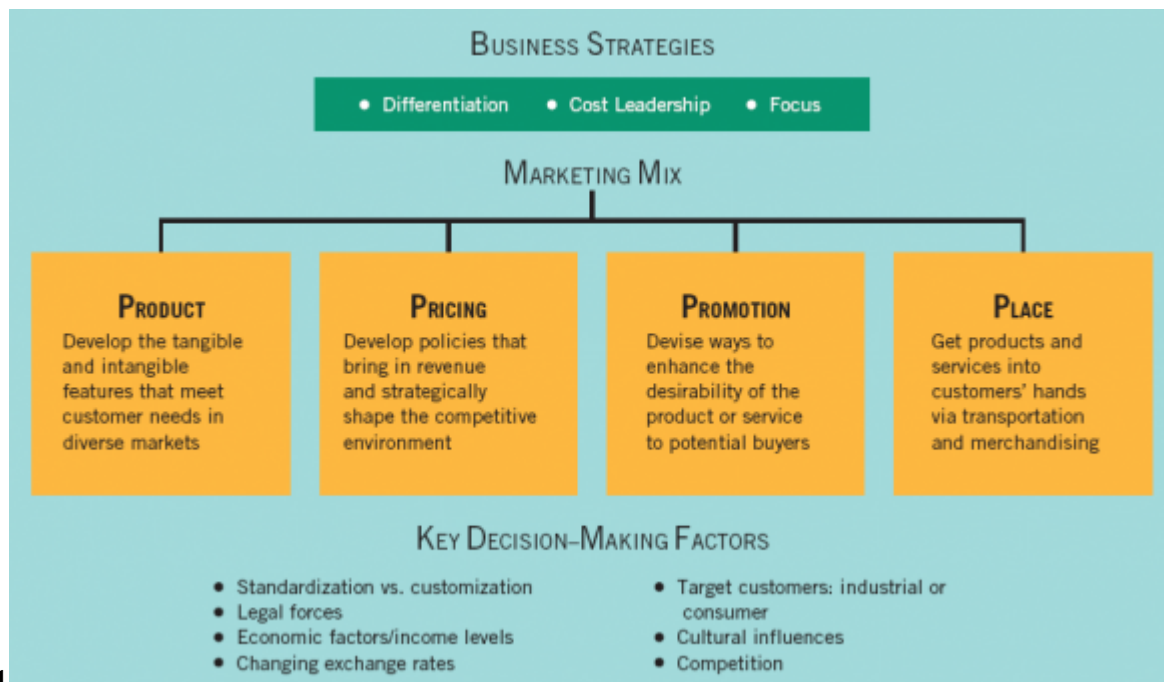 BUSINESS STRATEGIES
• Differentiation • Cost Leadership • Focus
MARKETING MIX
PRODUCT
Develop the tangible
and intangible
features that meet
customer needs in
diverse markets
PRICING
Develop policies that
bring in revenue
and strategically
shape the competitive
environment
PROMOTION
Devise ways to
enhance the
desirability of the
product or service
to potential buyers
PLACE
Get products and
services into
customers' hands
via transportation
and merchandising
KEY DECISION–MAKING FACTORS
• Standardization vs. customization
• Legal forces
• Economic factors/income levels
• Changing exchange rates
• Target customers: industrial or
consumer
• Cultural influences
• Competition